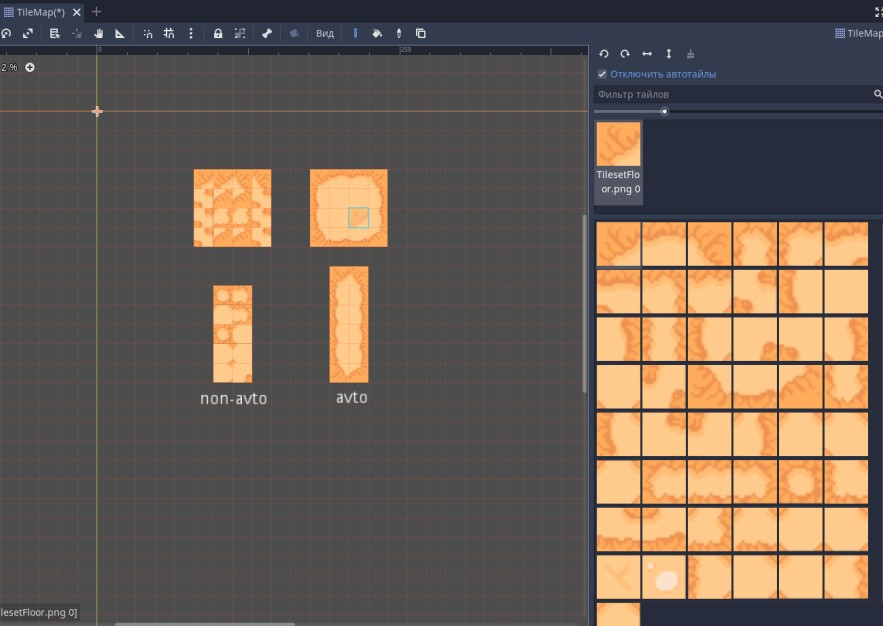 TileMap(*)
Вид
TileMap
0
250
2 %
Отключить автотайлы
Фильтр тайлов
TilesetFlo
or.png 0
non-avto
avto
lesetFloor.png 0]